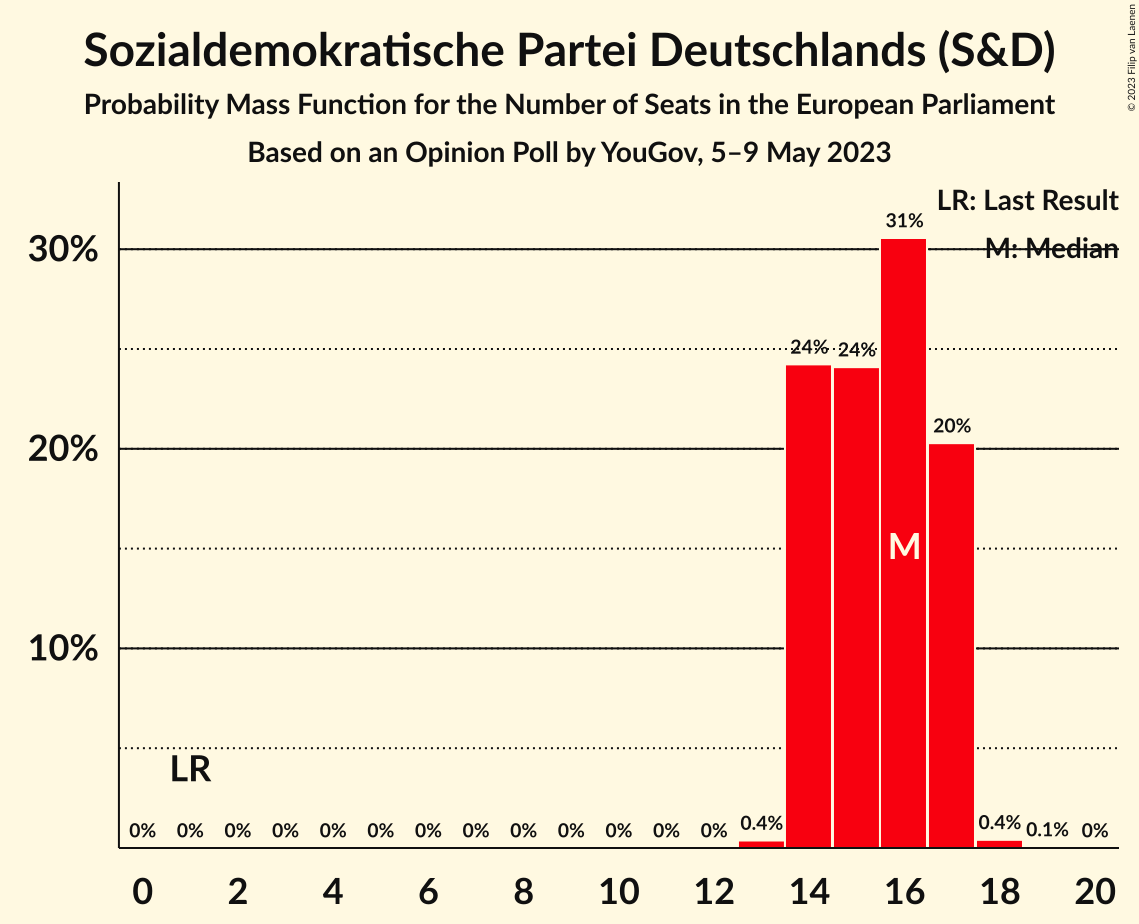 © 2023 Filip van Laenen
Sozialdemokratische Partei Deutschlands (S&D)
Probability Mass Function for the Number of Seats in the European Parliament
Based on an Opinion Poll by YouGov, 5–9 May 2023
LR: Last Result
M: Median
30%
20%
10%
31%
24%
24%
20%
M
LR
0% 0% 0% 0% 0% 0% 0% 0% 0% 0% 0% 0% 0% 0.4% 0.4% 0.1% 0%
0 2 4 6 8 10 12 14 16 18 20